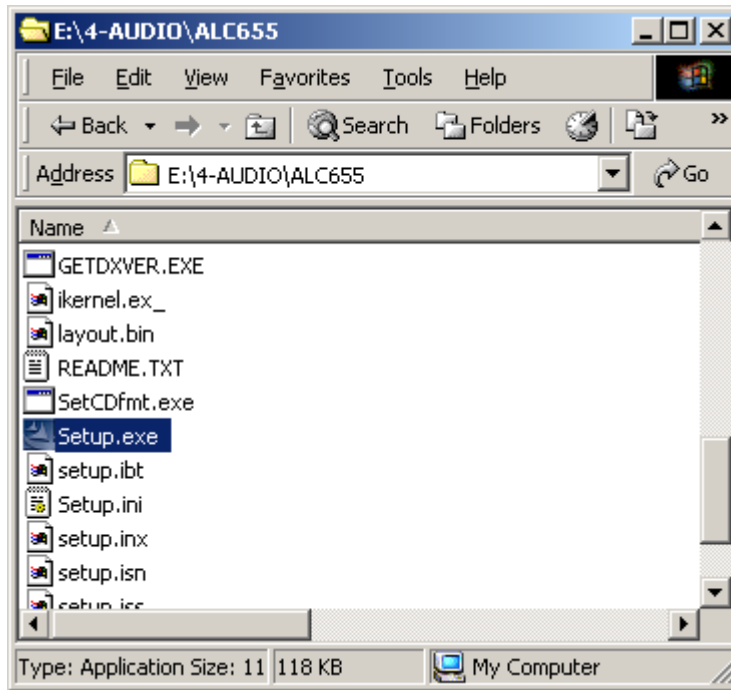 E:\4-AUDIO\ALC655
File Edit View Favorites Tools Help
Back Search Folders »
Address E:\4-AUDIO\ALC655 Go
Name
GETDXVER.EXE
ikernel.ex_
layout.bin
README.TXT
SetCDfmt.exe
Setup.exe
setup.ibt
Setup.ini
setup.inx
setup.isn
setup.iss
Type: Application Size: 11 118 KB My Computer